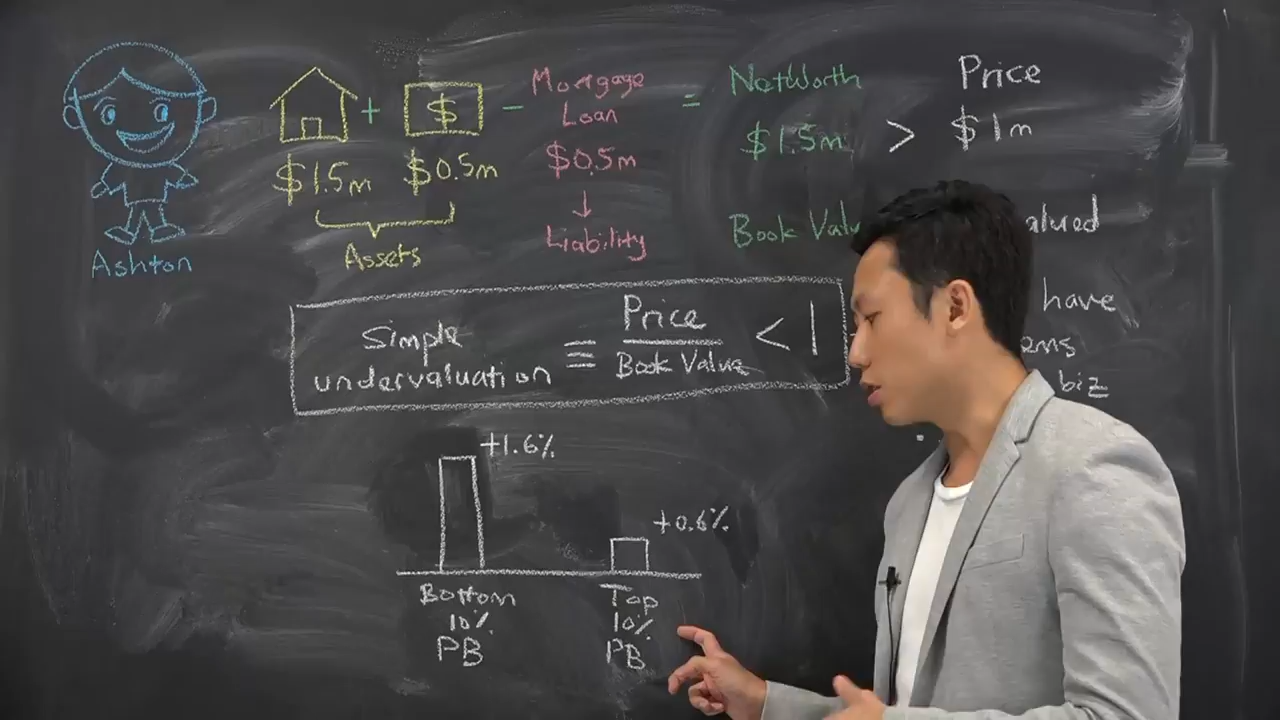 Mortgage
Loan
$0.5m
↓
Liability
+
$
-
=
NetWorth
$1.5m
>
Price
$1m
$1.5m $0.5m
Assets
Ashton
Book Valu
alued
have
ems
biz
Simple
undervaluation
≡
Price
Book Value
< 1
+1.6%
+0.6%
Bottom
10%
PB
Top
10%
PB